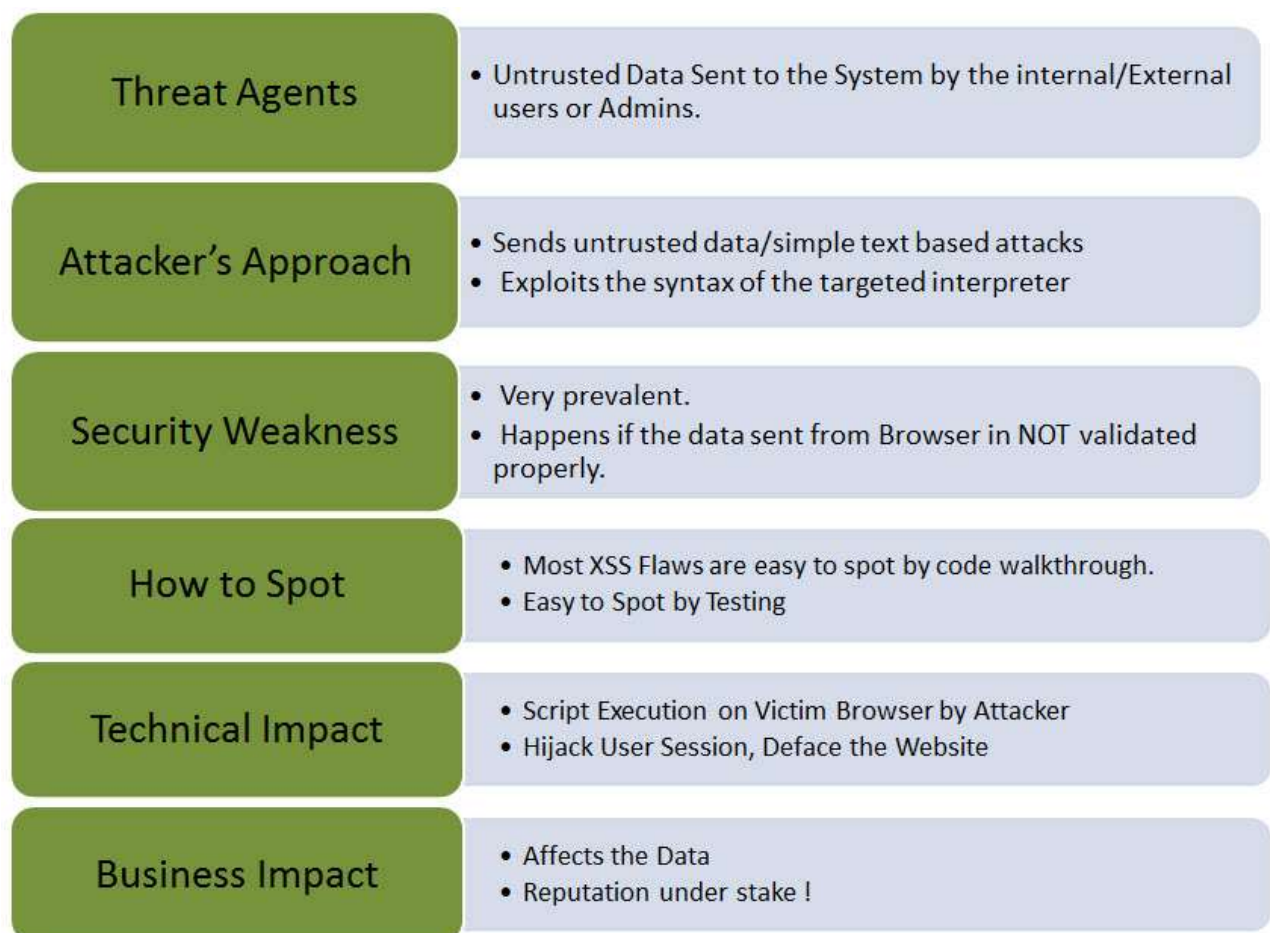 Threat Agents
• Untrusted Data Sent to the System by the internal/External
users or Admins.
Attacker's Approach
• Sends untrusted data/simple text based attacks
• Exploits the syntax of the targeted interpreter
Security Weakness
• Very prevalent.
• Happens if the data sent from Browser in NOT validated
properly.
How to Spot
• Most XSS Flaws are easy to spot by code walkthrough.
• Easy to Spot by Testing
Technical Impact
• Script Execution on Victim Browser by Attacker
• Hijack User Session, Deface the Website
Business Impact
• Affects the Data
• Reputation under stake !